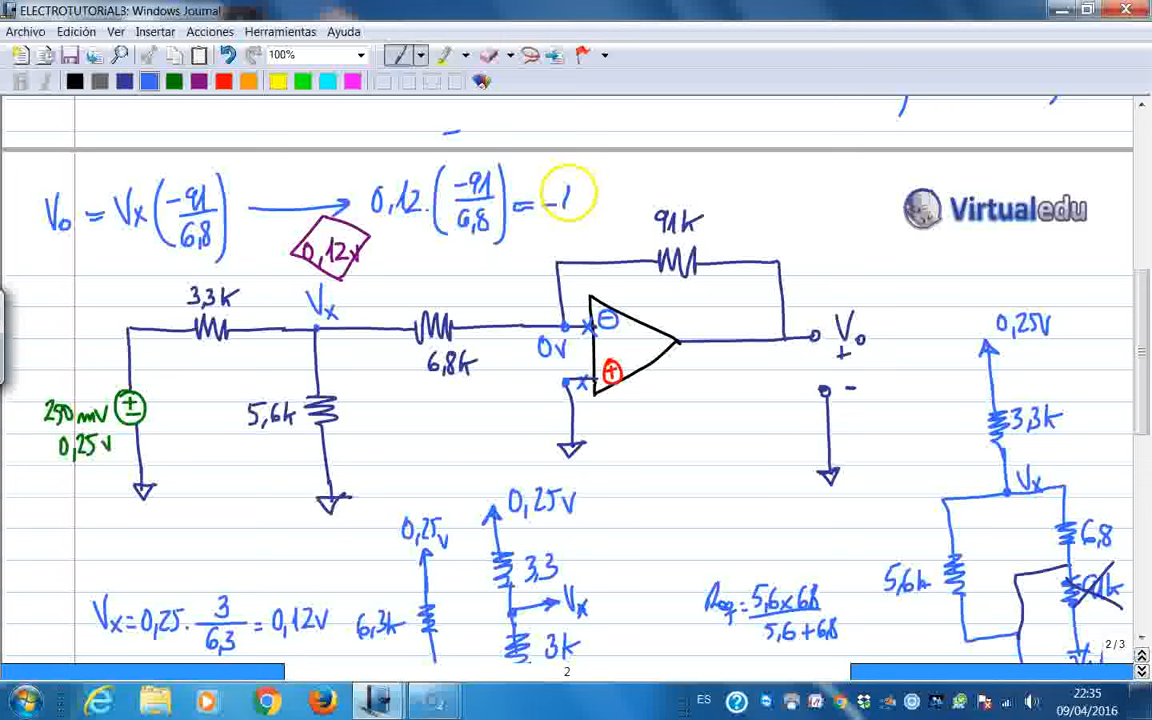 ELECTROTUTORiAL3: Windows Journal
Archivo Edición Ver Insertar Acciones Herramientas Ayuda
100%
Vo = Vx (-91/6,8) → 0,12. (-91/6,8) = -1
0,12V
Virtualedu
91K
3,3K
Vx
6,8K
0V
Vo
+
-
250 mV
0,25V
5,6K
0,25V
3,3K
Vx
6,8
5,6K
0,25V
3,3
Vx
3K
0,25V
6,3K
Vx = 0,25 . 3/6,3 = 0,12V
Req = 5,6x6,8 / 5,6+6,8
2/3
2
ES
22:35
09/04/2016